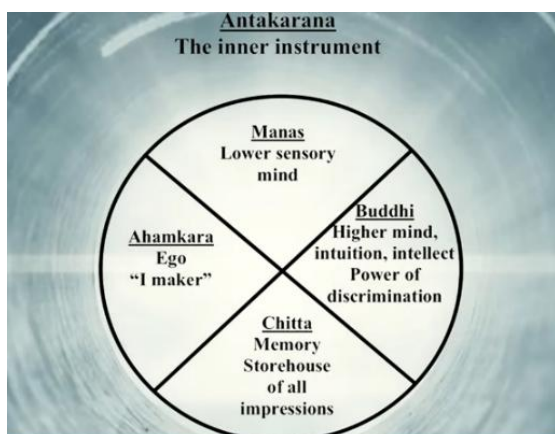 Antakarana
The inner instrument
Manas
Lower sensory
mind
Ahamkara
Ego
“I maker”
Buddhi
Higher mind,
intuition, intellect
Power of
discrimination
Chitta
Memory
Storehouse
of all
impressions